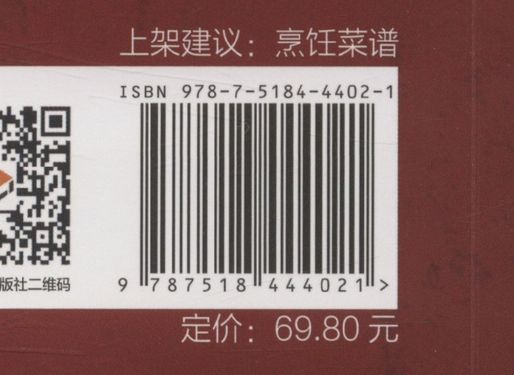 上架建议：烹饪菜谱
ISBN 978-7-5184-4402-1
9 787518 444021 >
版社二维码
定价：69.80 元